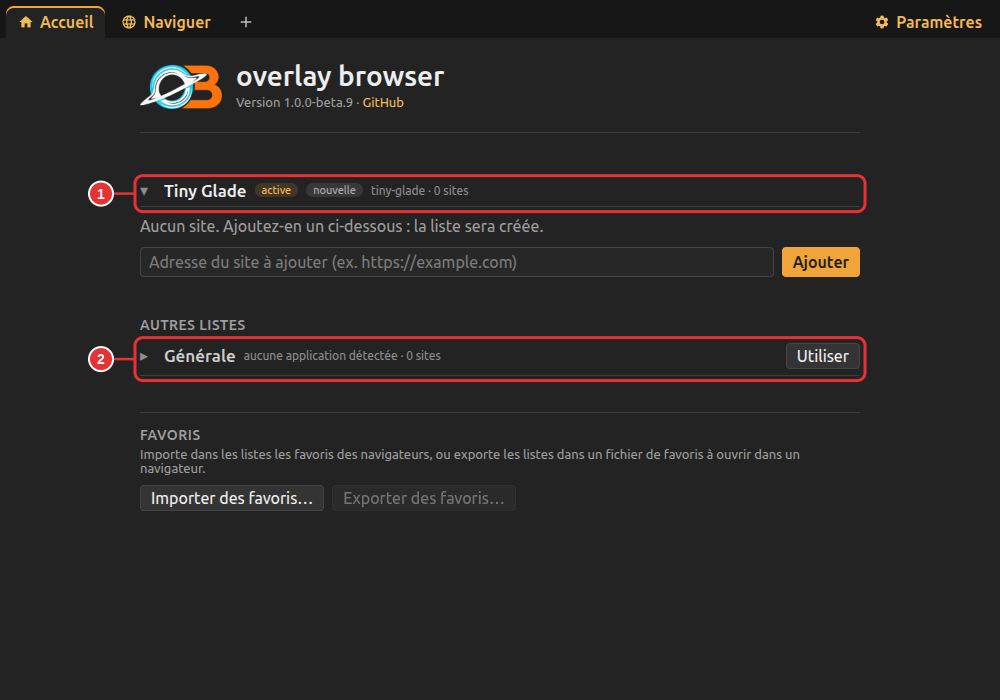 Accueil Naviguer + Paramètres
overlay browser
Version 1.0.0-beta.9 · GitHub
1 Tiny Glade active nouvelle tiny-glade · 0 sites
Aucun site. Ajoutez-en un ci-dessous : la liste sera créée.
Adresse du site à ajouter (ex. https://example.com) Ajouter
AUTRES LISTES
2 Générale aucune application détectée · 0 sites Utiliser
FAVORIS
Importe dans les listes les favoris des navigateurs, ou exporte les listes dans un fichier de favoris à ouvrir dans un
navigateur.
Importer des favoris… Exporter des favoris…